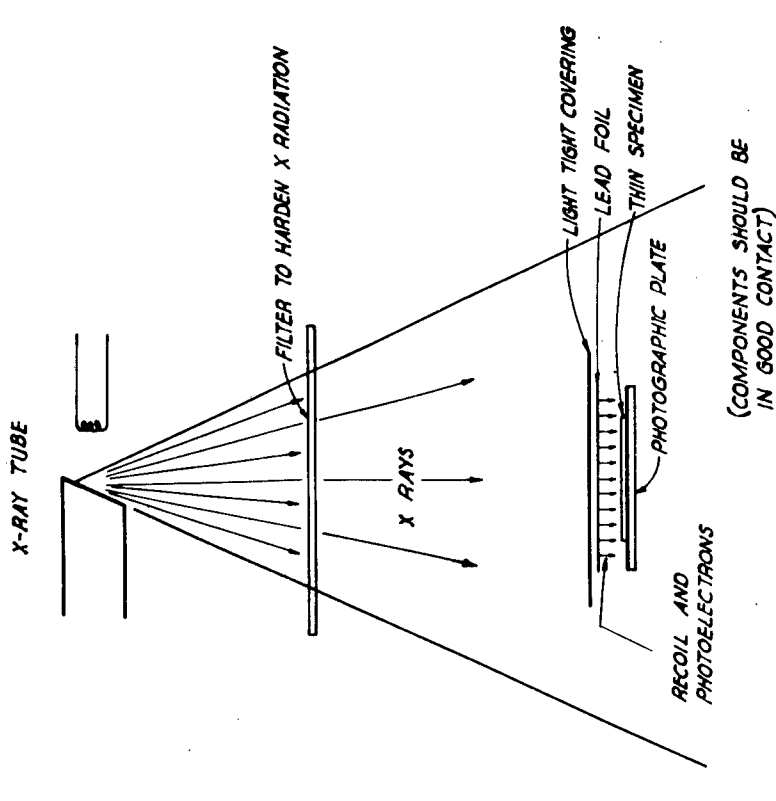 X-RAY TUBE
FILTER TO HARDEN X RADIATION
X RAYS
LIGHT TIGHT COVERING
LEAD FOIL
THIN SPECIMEN
PHOTOGRAPHIC PLATE
RECOIL AND
PHOTOELECTRONS
(COMPONENTS SHOULD BE
IN GOOD CONTACT)